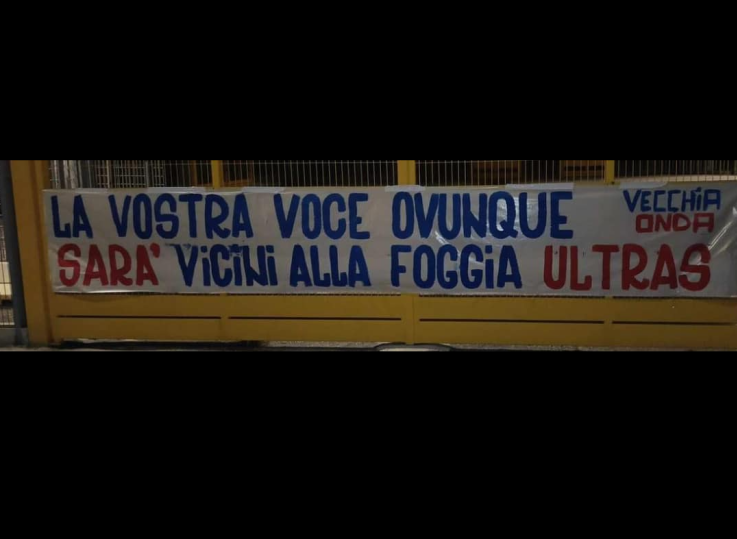 LA VOSTRA VOCE OVUNQUE
SARA' VICINI ALLA FOGGIA ULTRAS
VECCHIA
ONDA